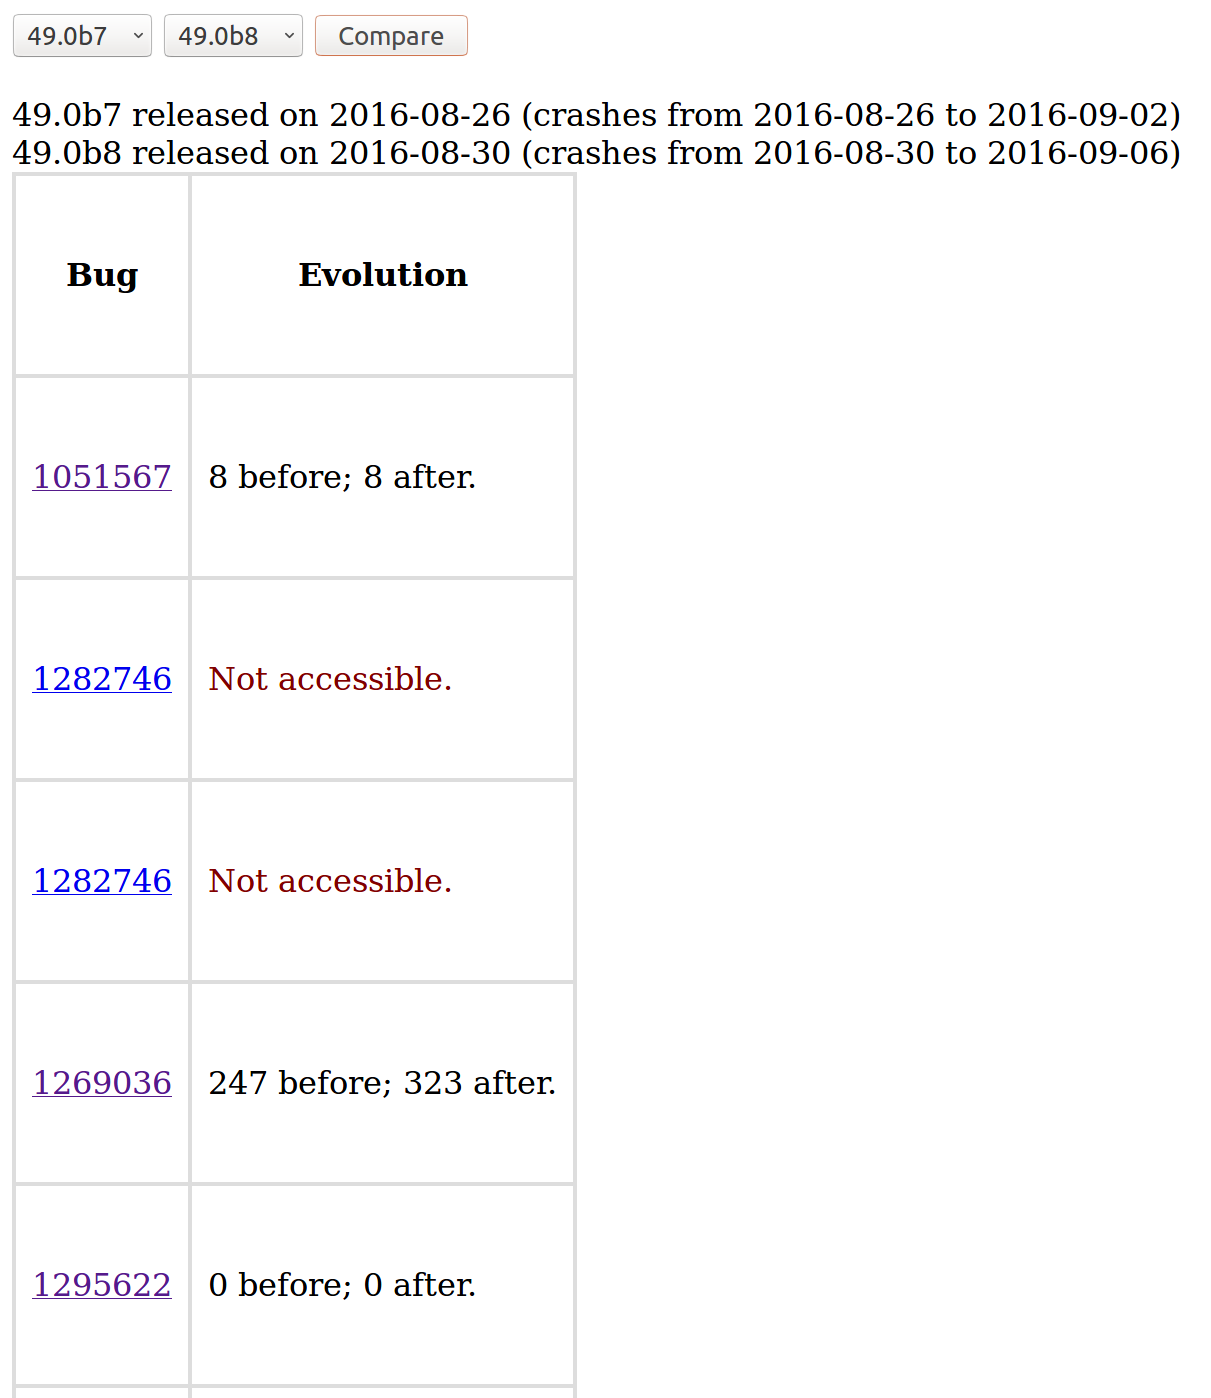 49.0b7 49.0b8 Compare
49.0b7 released on 2016-08-26 (crashes from 2016-08-26 to 2016-09-02)
49.0b8 released on 2016-08-30 (crashes from 2016-08-30 to 2016-09-06)
Bug Evolution
1051567 8 before; 8 after.
1282746 Not accessible.
1282746 Not accessible.
1269036 247 before; 323 after.
1295622 0 before; 0 after.